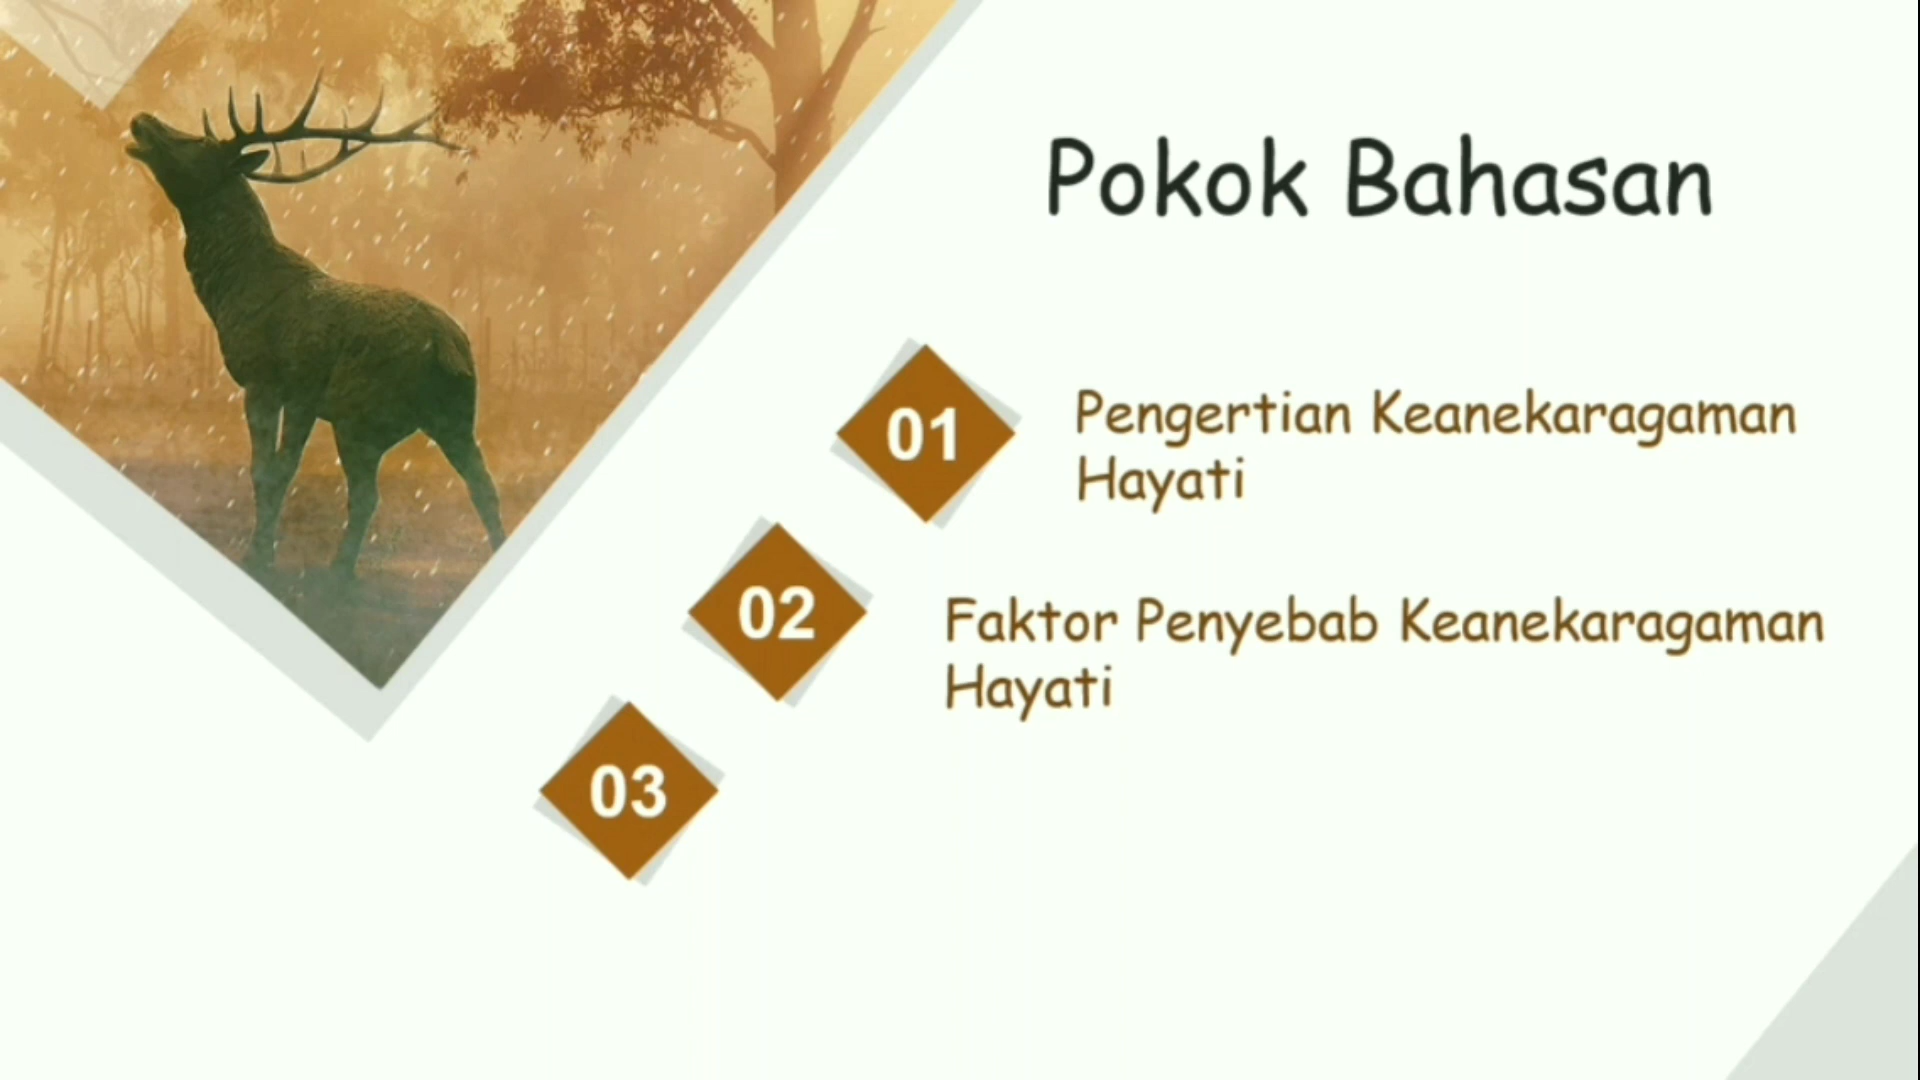 Pokok Bahasan
01
Pengertian Keanekaragaman
Hayati
02
Faktor Penyebab Keanekaragaman
Hayati
03